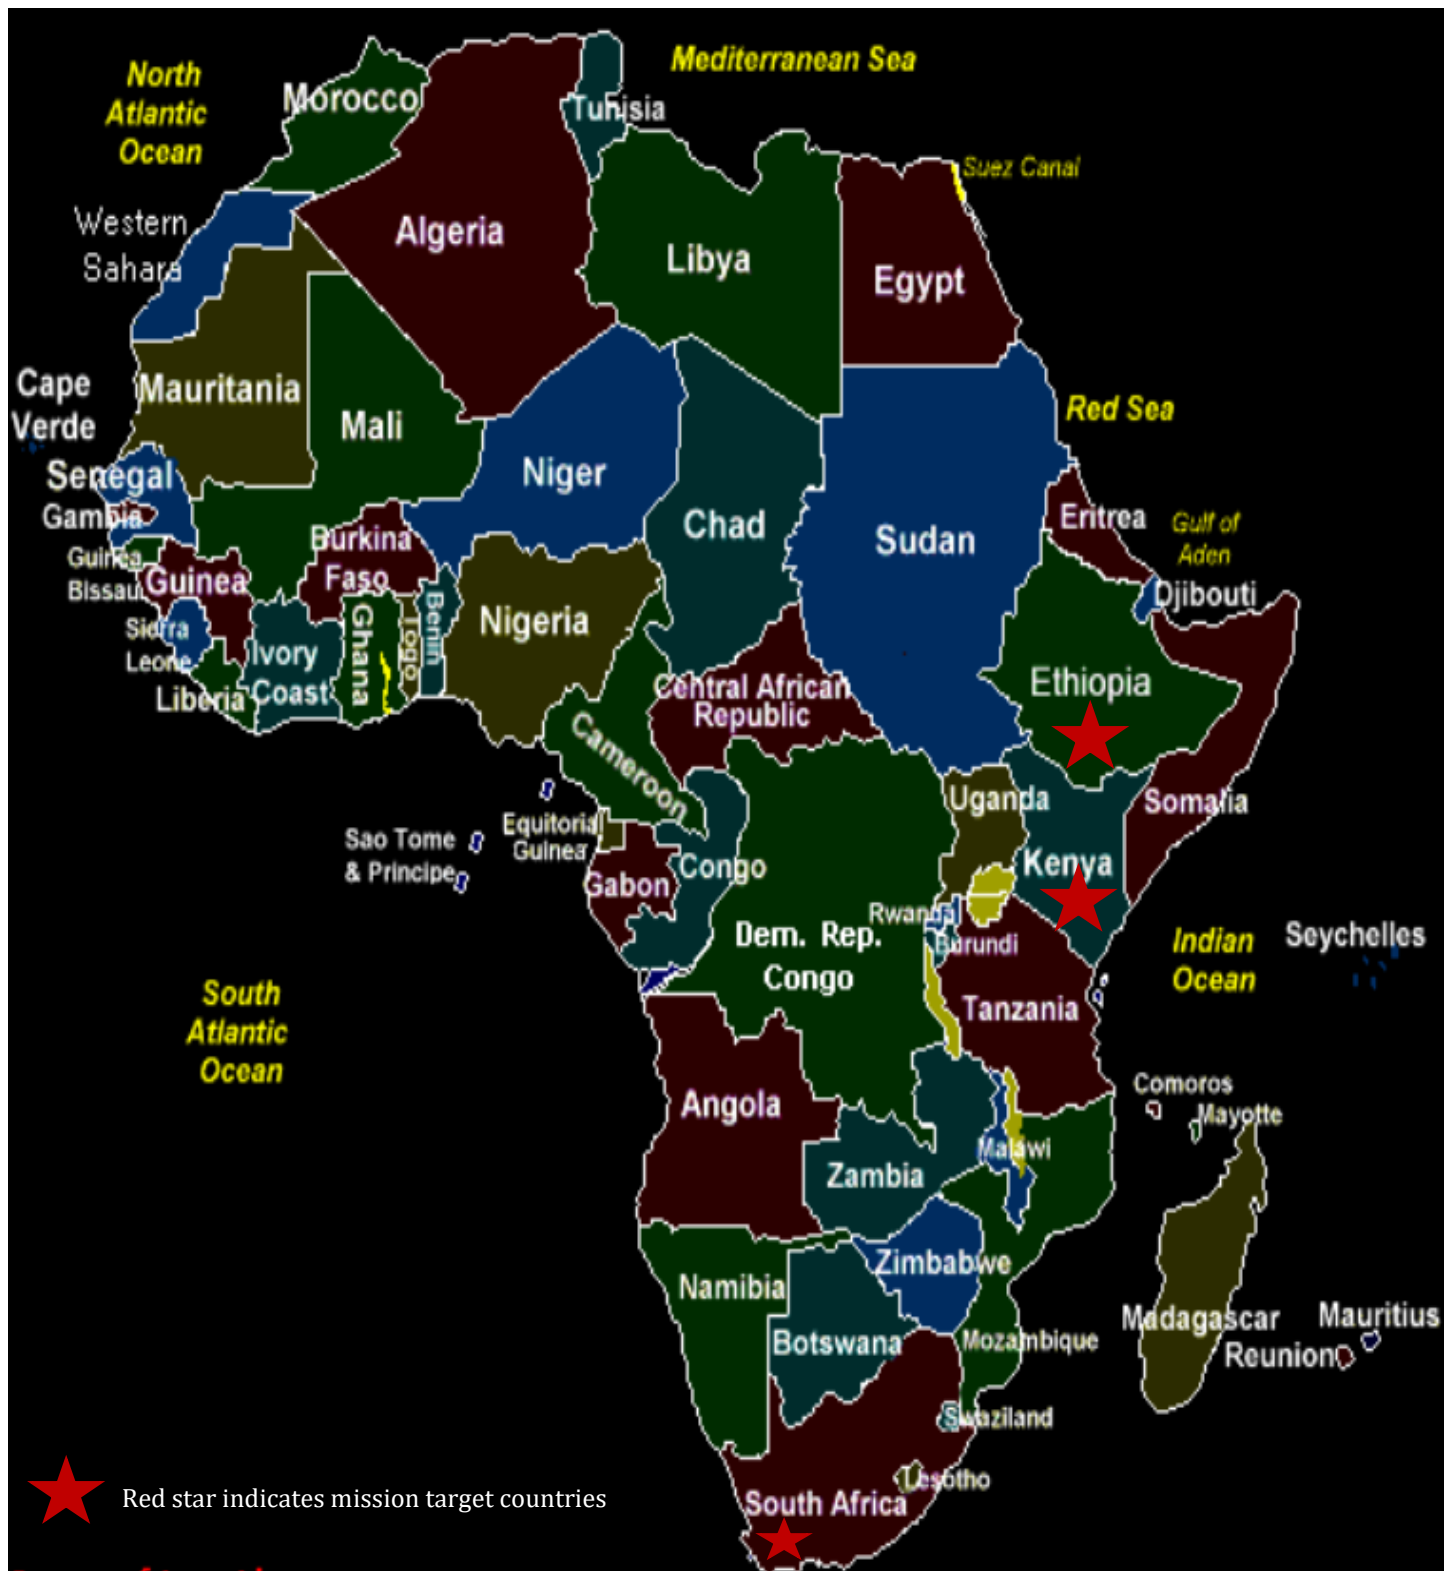 North
Atlantic
Ocean
Mediterranean Sea
Morocco
Tunisia
Suez Canal
Western
Sahara
Algeria
Libya
Egypt
Cape
Verde
Mauritania
Mali
Niger
Chad
Sudan
Red Sea
Senegal
Gambia
Guinea
Bissau
Guinea
Burkina
Faso
Eritrea
Gulf of
Aden
Djibouti
Sierra
Leone
Liberia
Ivory
Coast
Ghana
Togo
Benin
Nigeria
Central African
Republic
Ethiopia
Cameroon
Uganda
Somalia
Kenya
Sao Tome
& Principe
Equitorial
Guinea
Gabon
Congo
Rwanda
Burundi
Dem. Rep.
Congo
Indian
Ocean
Seychelles
South
Atlantic
Ocean
Tanzania
Angola
Comoros
Mayotte
Malawi
Zambia
Zimbabwe
Namibia
Botswana
Mozambique
Madagascar
Mauritius
Reunion
Swaziland
Lesotho
South Africa
Red star indicates mission target countries